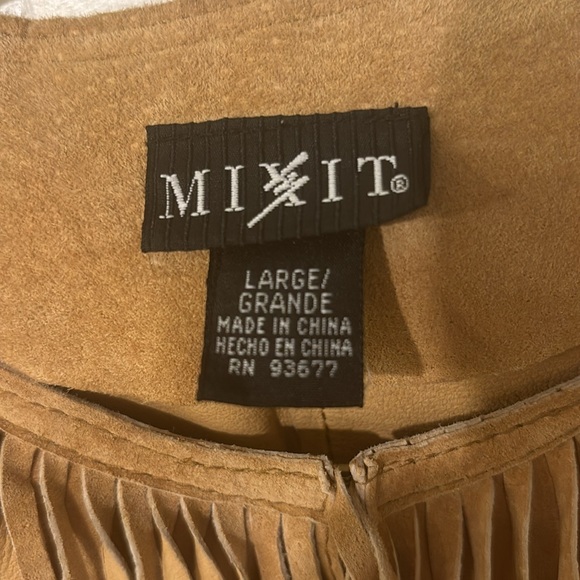 MIXIT®
LARGE/
GRANDE
MADE IN CHINA
HECHO EN CHINA
RN 93677